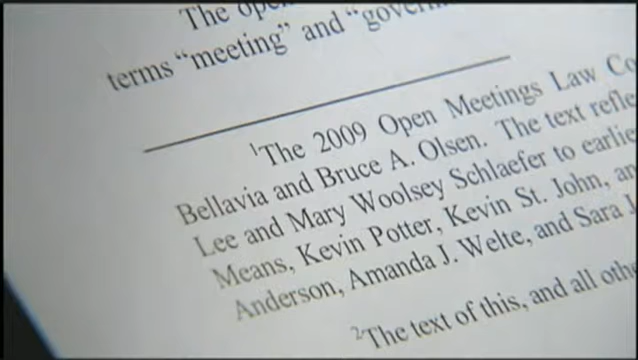 The open
terms “meeting” and “govern
¹The 2009 Open Meetings Law Co
Bellavia and Bruce A. Olsen. The text refle
Lee and Mary Woolsey Schlaefer to earlie
Means, Kevin Potter, Kevin St. John, an
Anderson, Amanda J. Welte, and Sara
²The text of this, and all oth